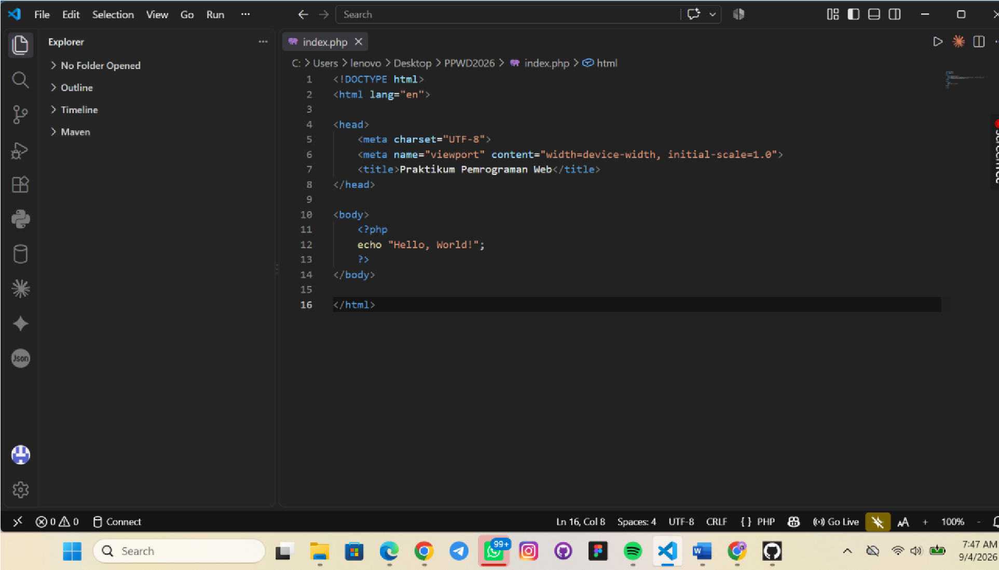 File Edit Selection View Go Run ···
Search
Explorer
No Folder Opened
Outline
Timeline
Maven
index.php
C: > Users > lenovo > Desktop > PPWD2026 > index.php > html
1 <!DOCTYPE html>
2 <html lang="en">
3
4 <head>
5 <meta charset="UTF-8">
6 <meta name="viewport" content="width=device-width, initial-scale=1.0">
7 <title>Praktikum Pemrograman Web</title>
8 </head>
9
10 <body>
11 <?php
12 echo "Hello, World!";
13 ?>
14 </body>
15
16 </html>
Json
0 0 Connect
Ln 16, Col 8 Spaces: 4 UTF-8 CRLF { } PHP Go Live AA + 100% -
Search
99+
7:47 AM
9/4/2026